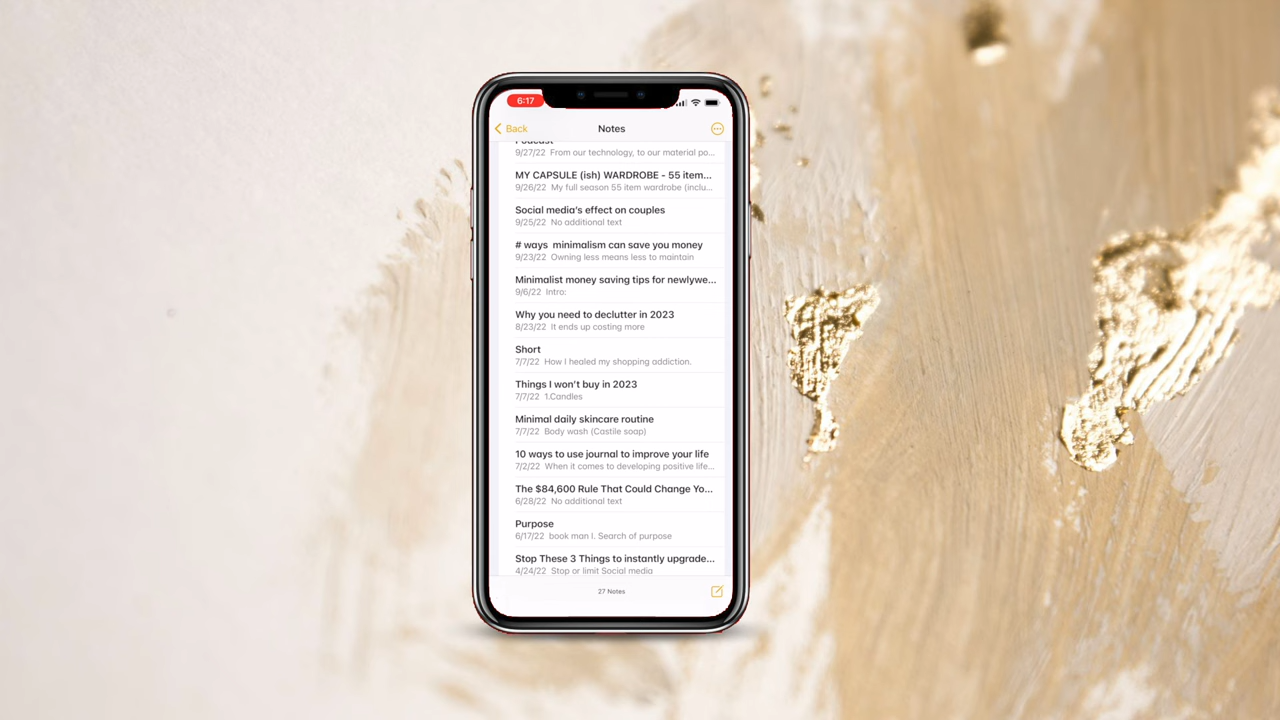 6:17
Back
Notes
Podcast
9/27/22 From our technology, to our material po...
MY CAPSULE (ish) WARDROBE - 55 item...
9/26/22 My full season 55 item wardrobe (inclu...
Social media's effect on couples
9/25/22 No additional text
# ways minimalism can save you money
9/23/22 Owning less means less to maintain
Minimalist money saving tips for newlywe...
9/6/22 Intro:
Why you need to declutter in 2023
8/23/22 It ends up costing more
Short
7/7/22 How I healed my shopping addiction.
Things I won't buy in 2023
7/7/22 1.Candles
Minimal daily skincare routine
7/7/22 Body wash (Castile soap)
10 ways to use journal to improve your life
7/2/22 When it comes to developing positive life...
The $84,600 Rule That Could Change Yo...
6/28/22 No additional text
Purpose
6/17/22 book man I. Search of purpose
Stop These 3 Things to instantly upgrade...
4/24/22 Stop or limit Social media
27 Notes